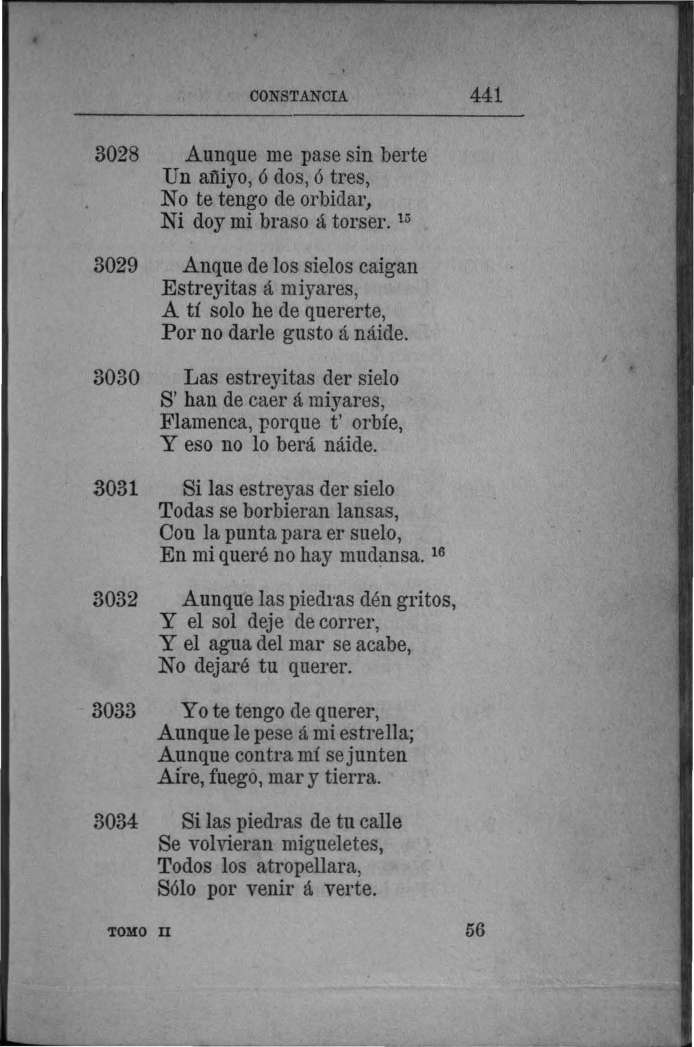 CONSTANCIA 441
3028 Aunque me pase sin berte
Un añiyo, ó dos, ó tres,
No te tengo de orbidar,
Ni doy mi braso á torser. 15
3029 Anque de los sielos caigan
Estreyitas á miyares,
A tí solo he de quererte,
Por no darle gusto á náide.
3030 Las estreyitas der sielo
S' han de caer á miyares,
Flamenca, porque t' orbíe,
Y eso no lo berá náide.
3031 Si las estreyas der sielo
Todas se borbieran lansas,
Con la punta para er suelo,
En mi queré no hay mudansa. 16
3032 Aunque las piedras dén gritos,
Y el sol deje de correr,
Y el agua del mar se acabe,
No dejaré tu querer.
3033 Yo te tengo de querer,
Aunque le pese á mi estrella;
Aunque contra mí se junten
Aire, fuego, mar y tierra.
3034 Si las piedras de tu calle
Se volvieran migueletes,
Todos los atropellara,
Sólo por venir á verte.
TOMO II 56